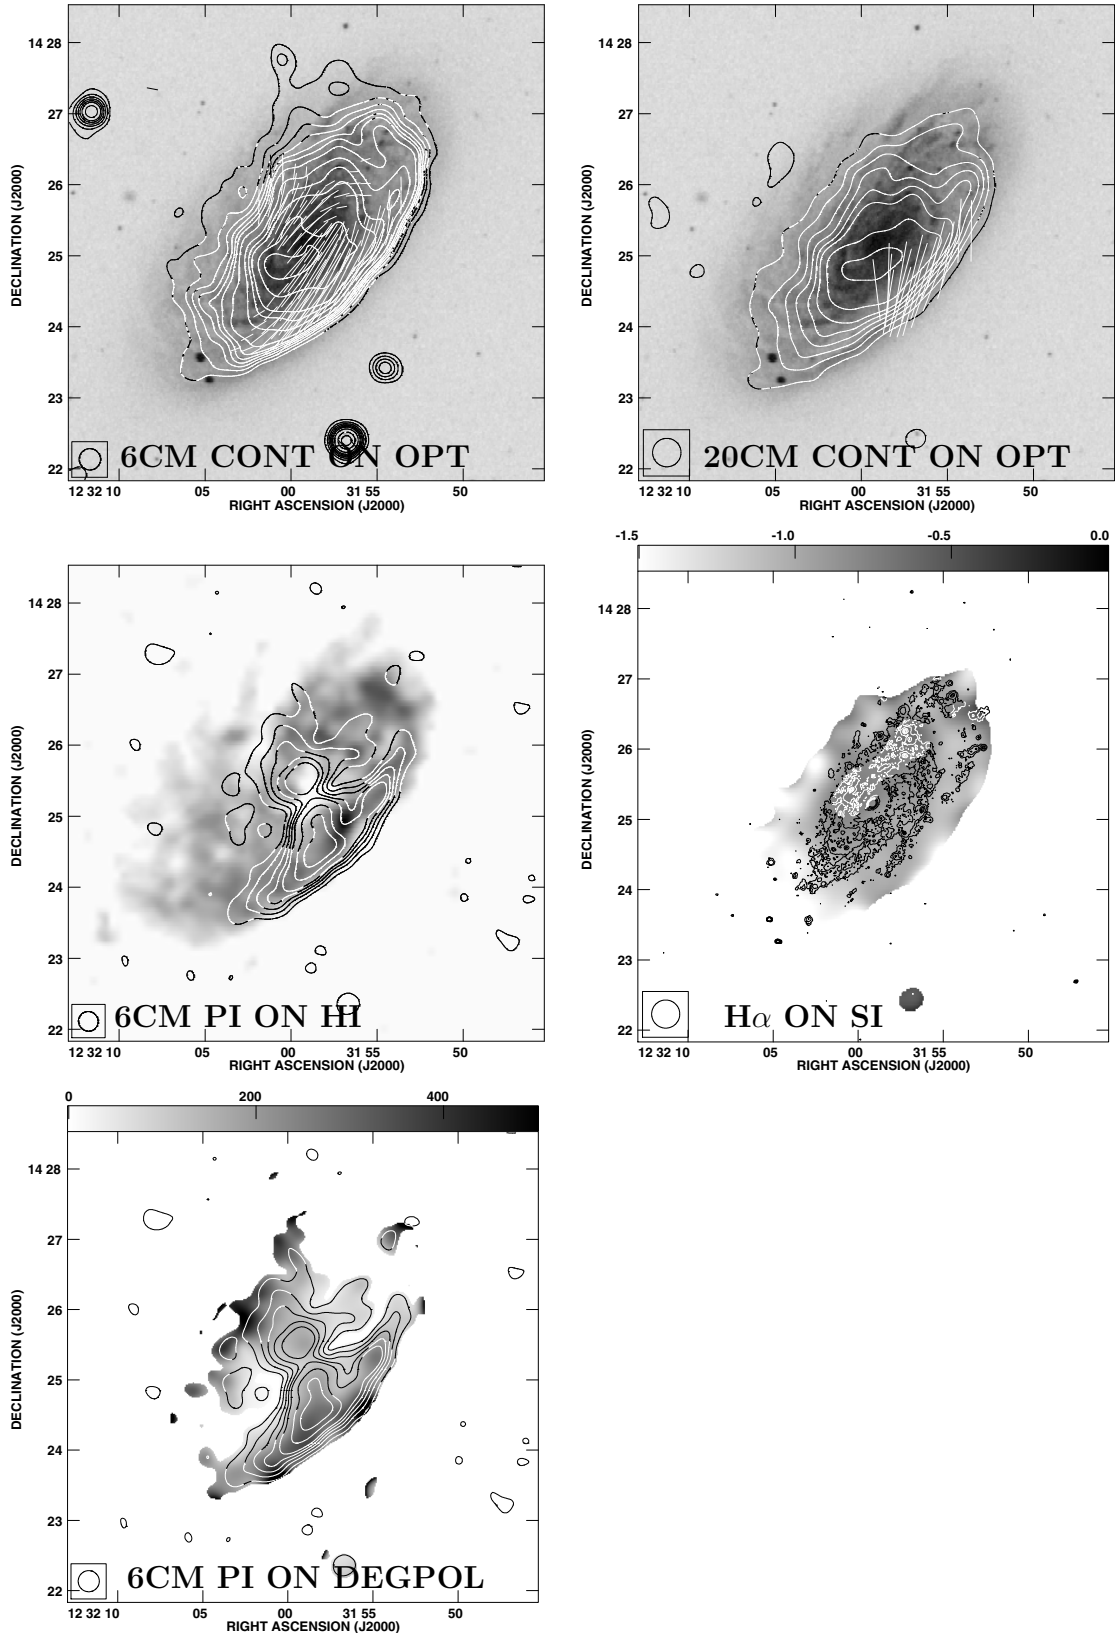 14 28
27
26
25
24
23
22
DECLINATION (J2000)
6CM CONT ON OPT
12 32 10 05 00 31 55 50
RIGHT ASCENSION (J2000)
14 28
27
26
25
24
23
22
DECLINATION (J2000)
20CM CONT ON OPT
12 32 10 05 00 31 55 50
RIGHT ASCENSION (J2000)
14 28
27
26
25
24
23
22
DECLINATION (J2000)
6CM PI ON HI
12 32 10 05 00 31 55 50
RIGHT ASCENSION (J2000)
-1.5 -1.0 -0.5 0.0
14 28
27
26
25
24
23
22
DECLINATION (J2000)
Hα ON SI
12 32 10 05 00 31 55 50
RIGHT ASCENSION (J2000)
0 200 400
14 28
27
26
25
24
23
22
DECLINATION (J2000)
6CM PI ON DEGPOL
12 32 10 05 00 31 55 50
RIGHT ASCENSION (J2000)